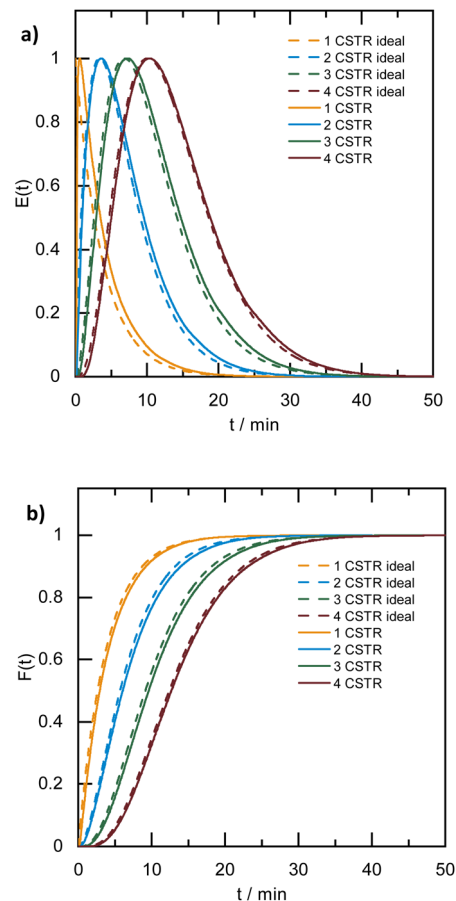 a)
1 CSTR ideal
2 CSTR ideal
3 CSTR ideal
4 CSTR ideal
1 CSTR
2 CSTR
3 CSTR
4 CSTR
E(t)
1
0.8
0.6
0.4
0.2
0
0 10 20 30 40 50
t / min
b)
1 CSTR ideal
2 CSTR ideal
3 CSTR ideal
4 CSTR ideal
1 CSTR
2 CSTR
3 CSTR
4 CSTR
F(t)
1
0.8
0.6
0.4
0.2
0
0 10 20 30 40 50
t / min